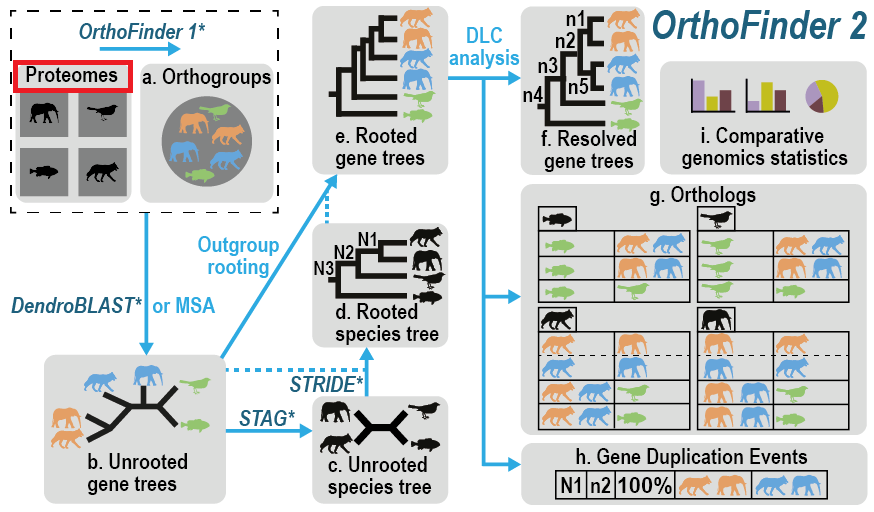 OrthoFinder 1*
Proteomes
a. Orthogroups
DendroBLAST* or MSA
b. Unrooted
gene trees
Outgroup
rooting
STAG*
STRIDE*
c. Unrooted
species tree
N1
N2
N3
d. Rooted
species tree
e. Rooted
gene trees
DLC
analysis
n1
n2
n3
n5
n4
f. Resolved
gene trees
OrthoFinder 2
i. Comparative
genomics statistics
g. Orthologs
h. Gene Duplication Events
N1 n2 100%